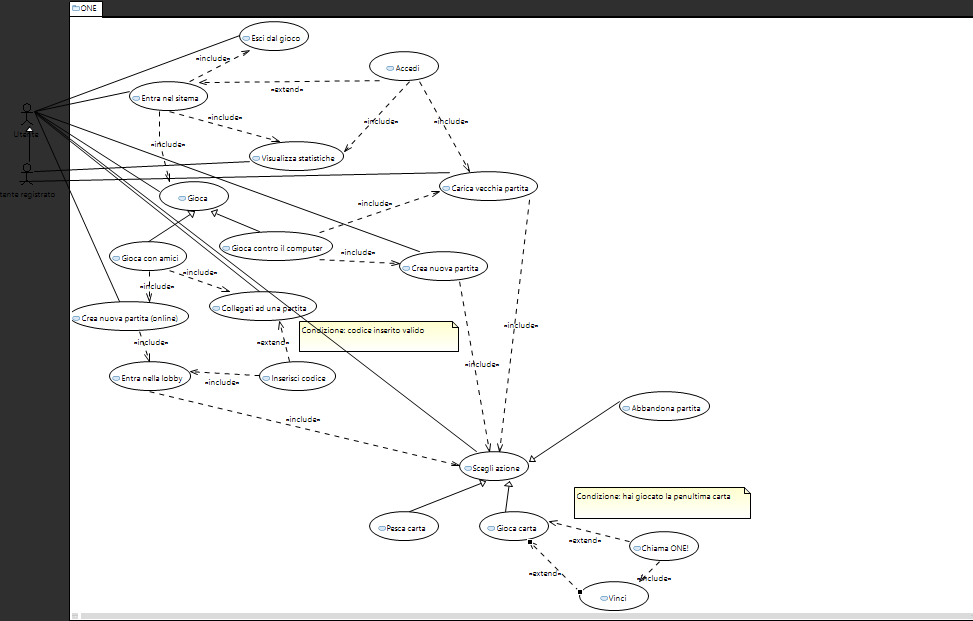 ONE
Esci dal gioco
«include»
Accedi
«extend»
Entra nel sitema
«include»
«include»
«include»
Utente
«include»
Visualizza statistiche
Carica vecchia partita
tente registrato
Gioca
«include»
Gioca contro il computer
«include»
Gioca con amici
Crea nuova partita
«include»
«include»
Collegati ad una partita
Crea nuova partita (online)
Condizione: codice inserito valido
«include»
«include»
«extend»
«include»
Entra nella lobby
«include»
Inserisci codice
Abbandona partita
«include»
Scegli azione
Condizione: hai giocato la penultima carta
Pesca carta
Gioca carta
«extend»
Chiama ONE!
«extend»
«include»
Vinci